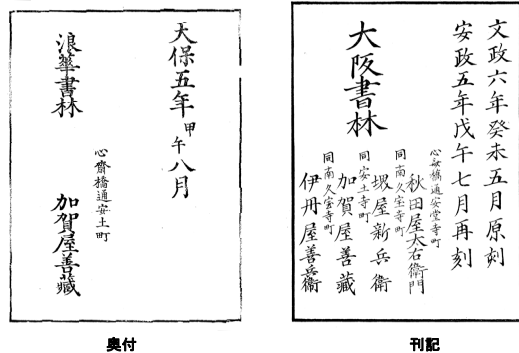 天保五年甲午八月
浪華書林
心齋橋通安土町
加賀屋善藏
奥付
文政六年癸未五月原刻
安政五年戊午七月再刻
大阪書林
心斎橋通安堂寺町
秋田屋太右衛門
同南久宝寺町
堺屋新兵衛
同安土寺町
加賀屋善藏
同南久宝寺町
伊丹屋善兵衛
刊記